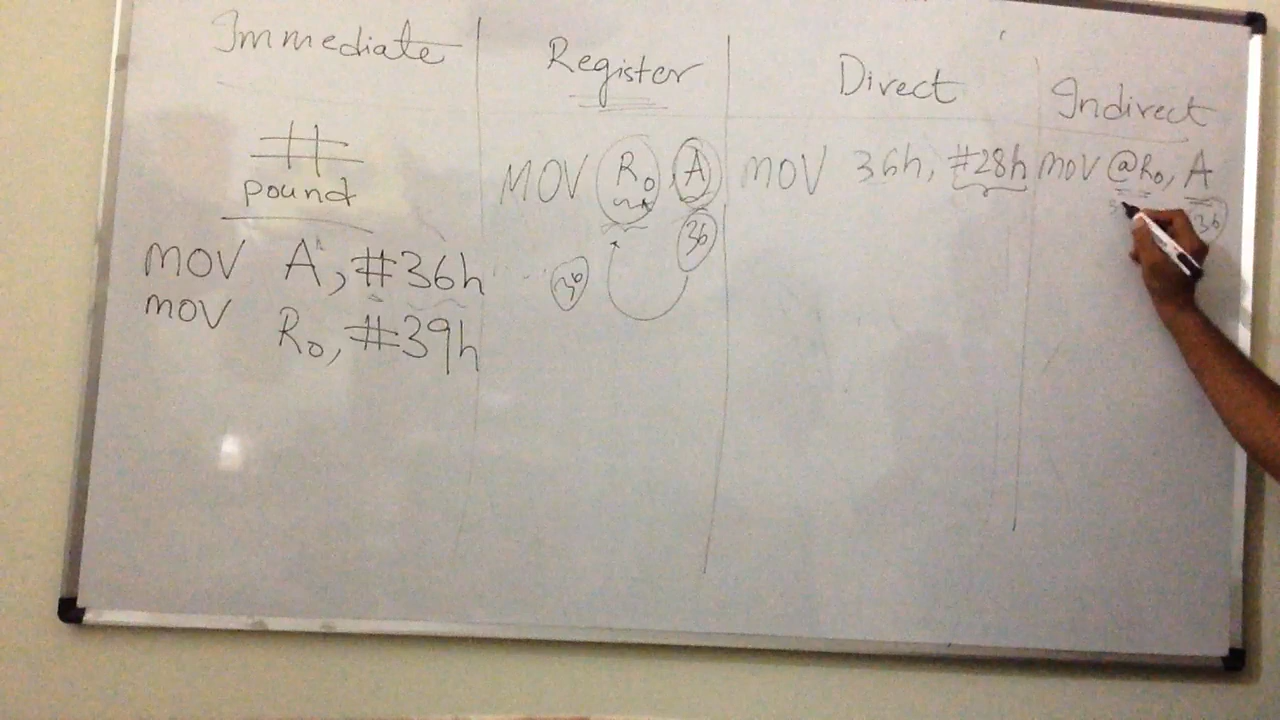 Immediate
#
pound
MOV A, #36h
MOV R0, #39h
Register
MOV R0, A
36
Direct
MOV 36h, #28h
Indirect
MOV @R0, A
36